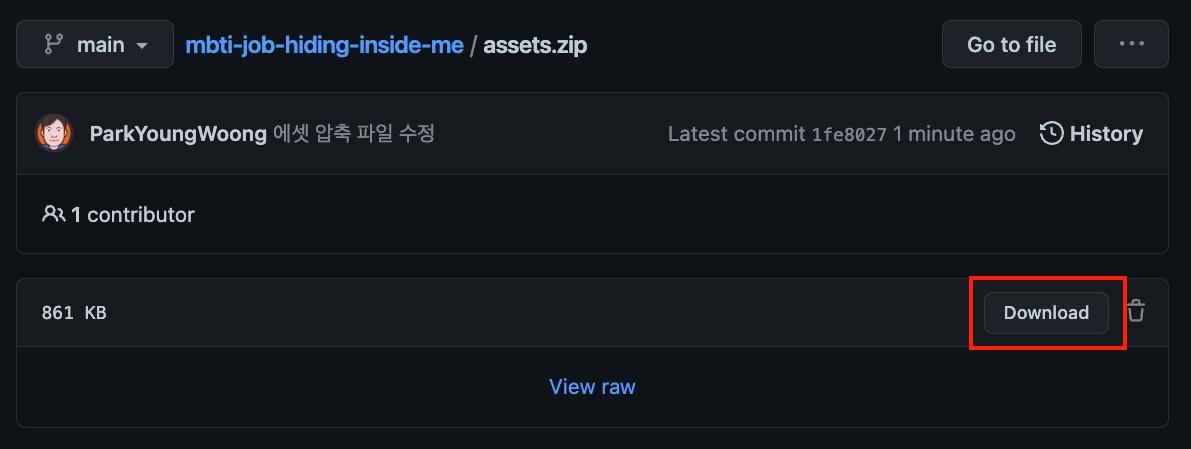 main mbti-job-hiding-inside-me / assets.zip Go to file ...
ParkYoungWoong 에셋 압축 파일 수정 Latest commit 1fe8027 1 minute ago History
1 contributor
861 KB Download
View raw